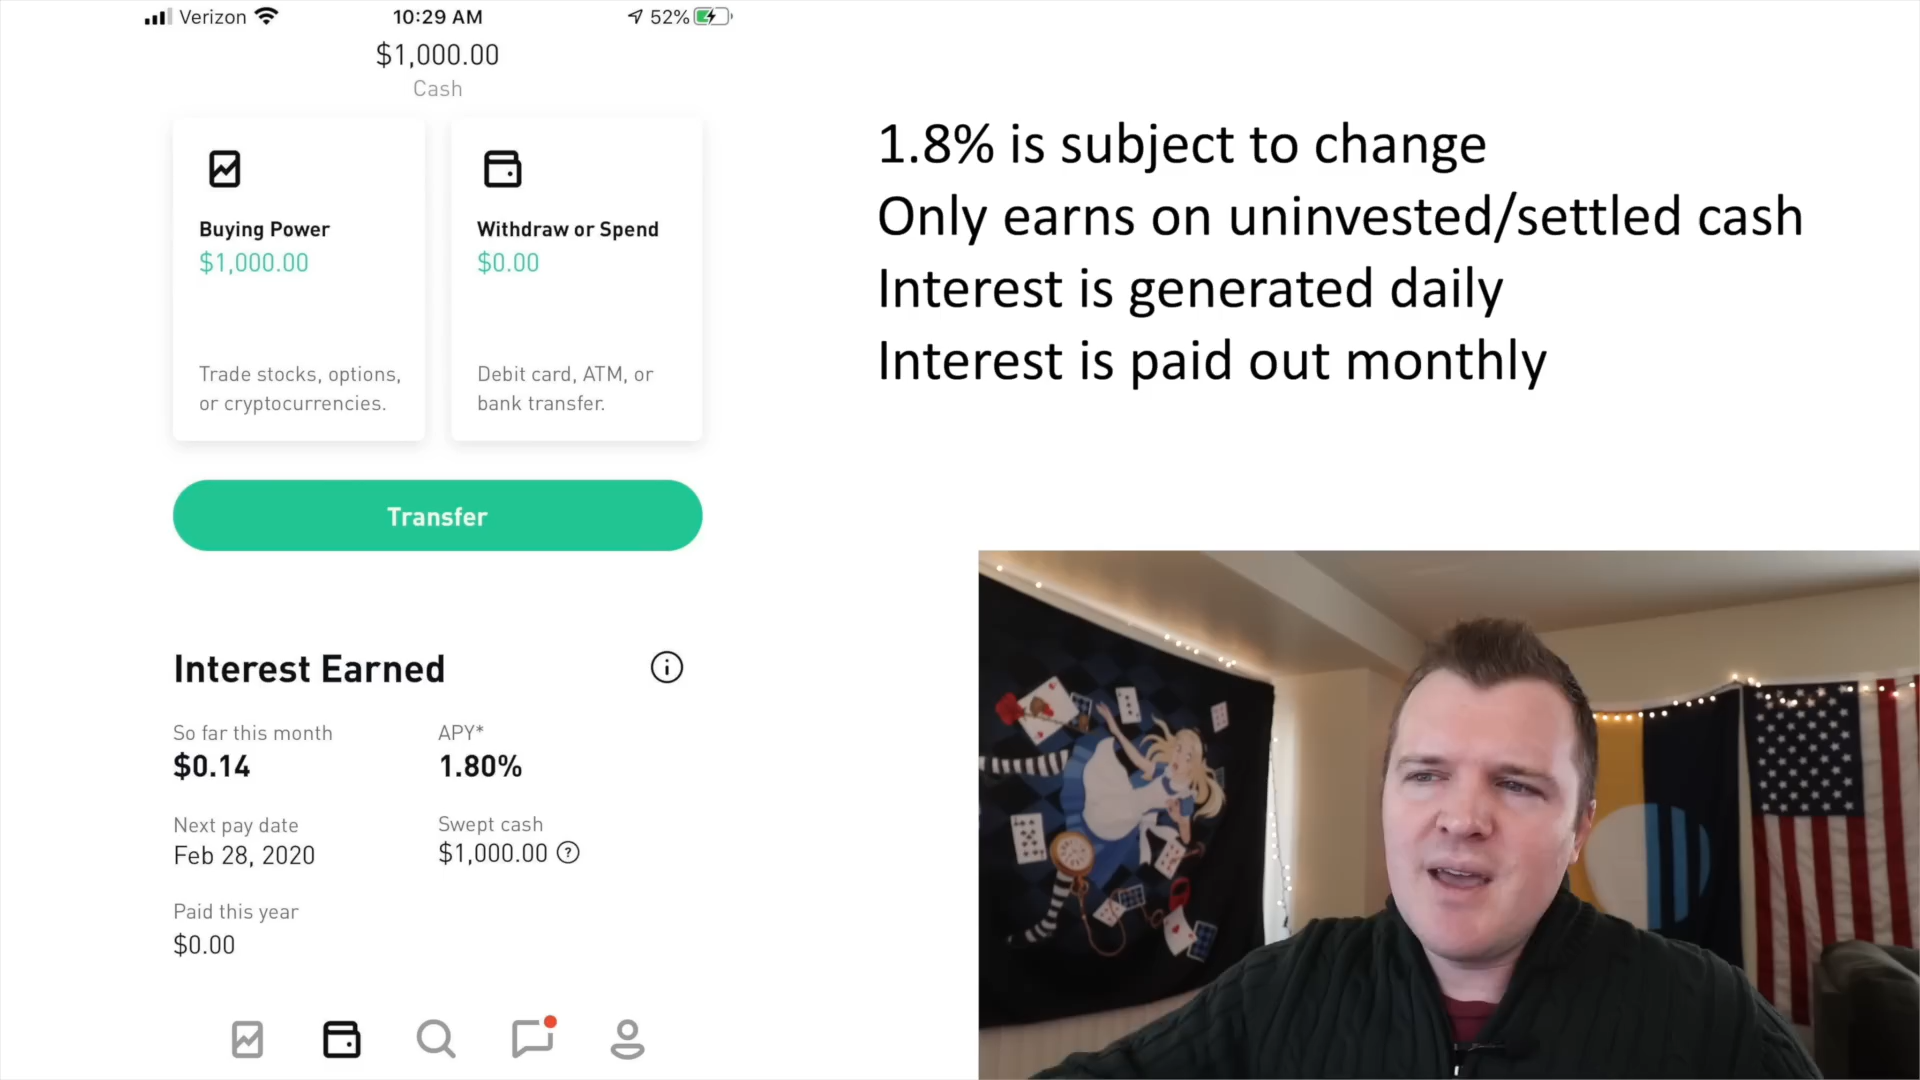 Verizon 10:29 AM 52%
$1,000.00
Cash
Buying Power
$1,000.00
Trade stocks, options,
or cryptocurrencies.
Withdraw or Spend
$0.00
Debit card, ATM, or
bank transfer.
Transfer
Interest Earned
So far this month
$0.14
APY*
1.80%
Next pay date
Feb 28, 2020
Swept cash
$1,000.00
Paid this year
$0.00
1.8% is subject to change
Only earns on uninvested/settled cash
Interest is generated daily
Interest is paid out monthly